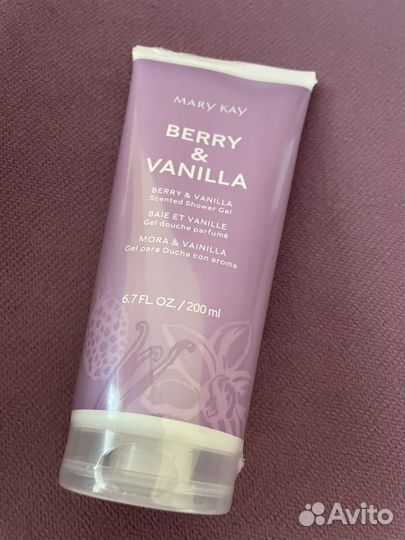 MARY KAY
BERRY
&
VANILLA
BERRY & VANILLA
Scented Shower Gel
BAIE ET VANILLE
Gel douche parfumé
MORA & VAINILLA
Gel para Ducha con aroma
6.7 FL. OZ. / 200 ml
Avito